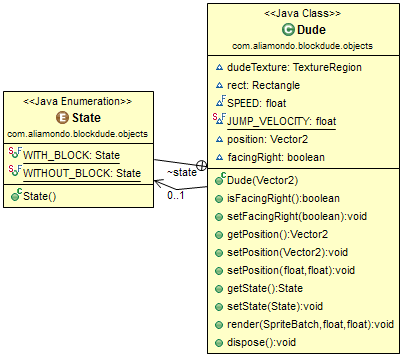 <<Java Class>>
C Dude
com.aliamondo.blockdude.objects
dudeTexture: TextureRegion
rect: Rectangle
F SPEED: float
S F JUMP_VELOCITY: float
position: Vector2
facingRight: boolean
C Dude(Vector2)
isFacingRight():boolean
setFacingRight(boolean):void
getPosition():Vector2
setPosition(Vector2):void
setPosition(float,float):void
getState():State
setState(State):void
render(SpriteBatch,float,float):void
dispose():void
<<Java Enumeration>>
E State
com.aliamondo.blockdude.objects
S F WITH_BLOCK: State
S F WITHOUT_BLOCK: State
C State()
~state
0..1